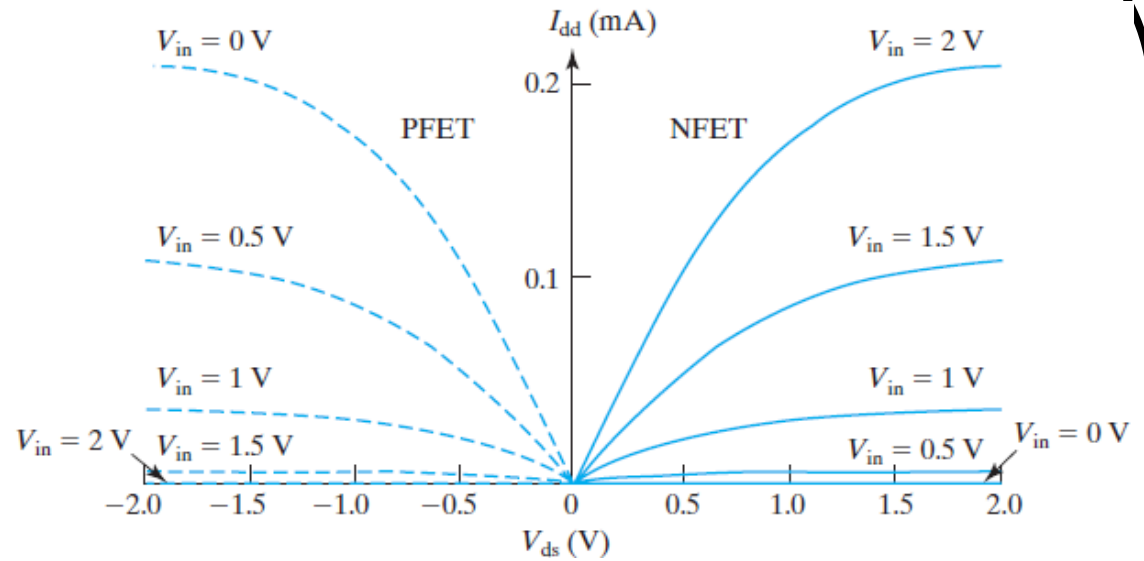 I_dd (mA)
V_in = 0 V
V_in = 2 V
0.2
PFET
NFET
V_in = 0.5 V
V_in = 1.5 V
0.1
V_in = 1 V
V_in = 1 V
V_in = 2 V
V_in = 1.5 V
V_in = 0.5 V
V_in = 0 V
−2.0 −1.5 −1.0 −0.5 0 0.5 1.0 1.5 2.0
V_ds (V)